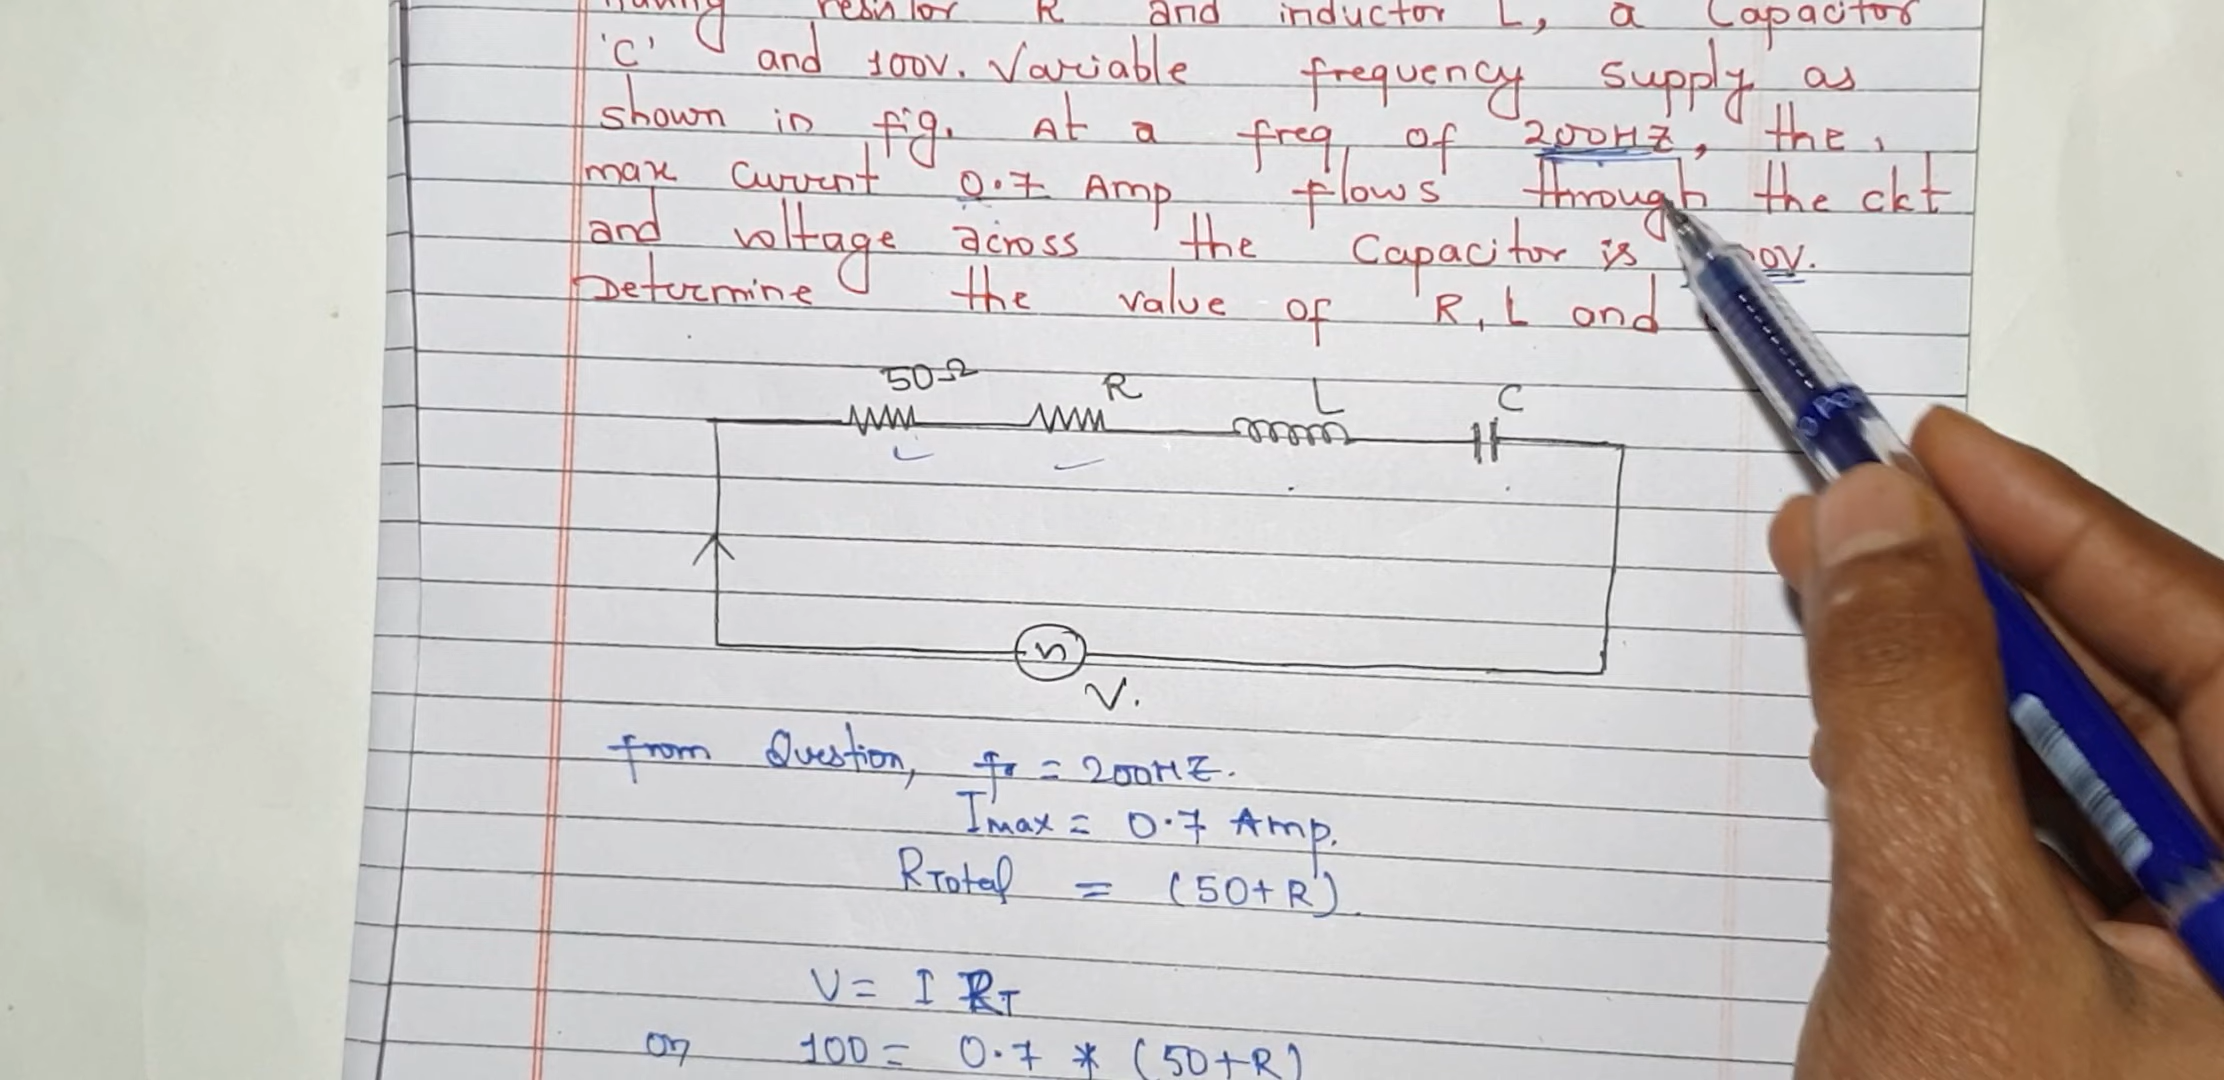 resistor R and inductor L, a Capacitor
'C' and 100V. Variable frequency supply as
shown in fig. At a freq of 200HZ, the
max current 0.7 Amp flows through the ckt
and voltage across the Capacitor is
Determine the value of R, L and
50Ω R L C
V.
from Question, fr = 200HZ.
Imax = 0.7 Amp.
RTotal = (50+R).
V = I RT
or 100 = 0.7 * (50+R)